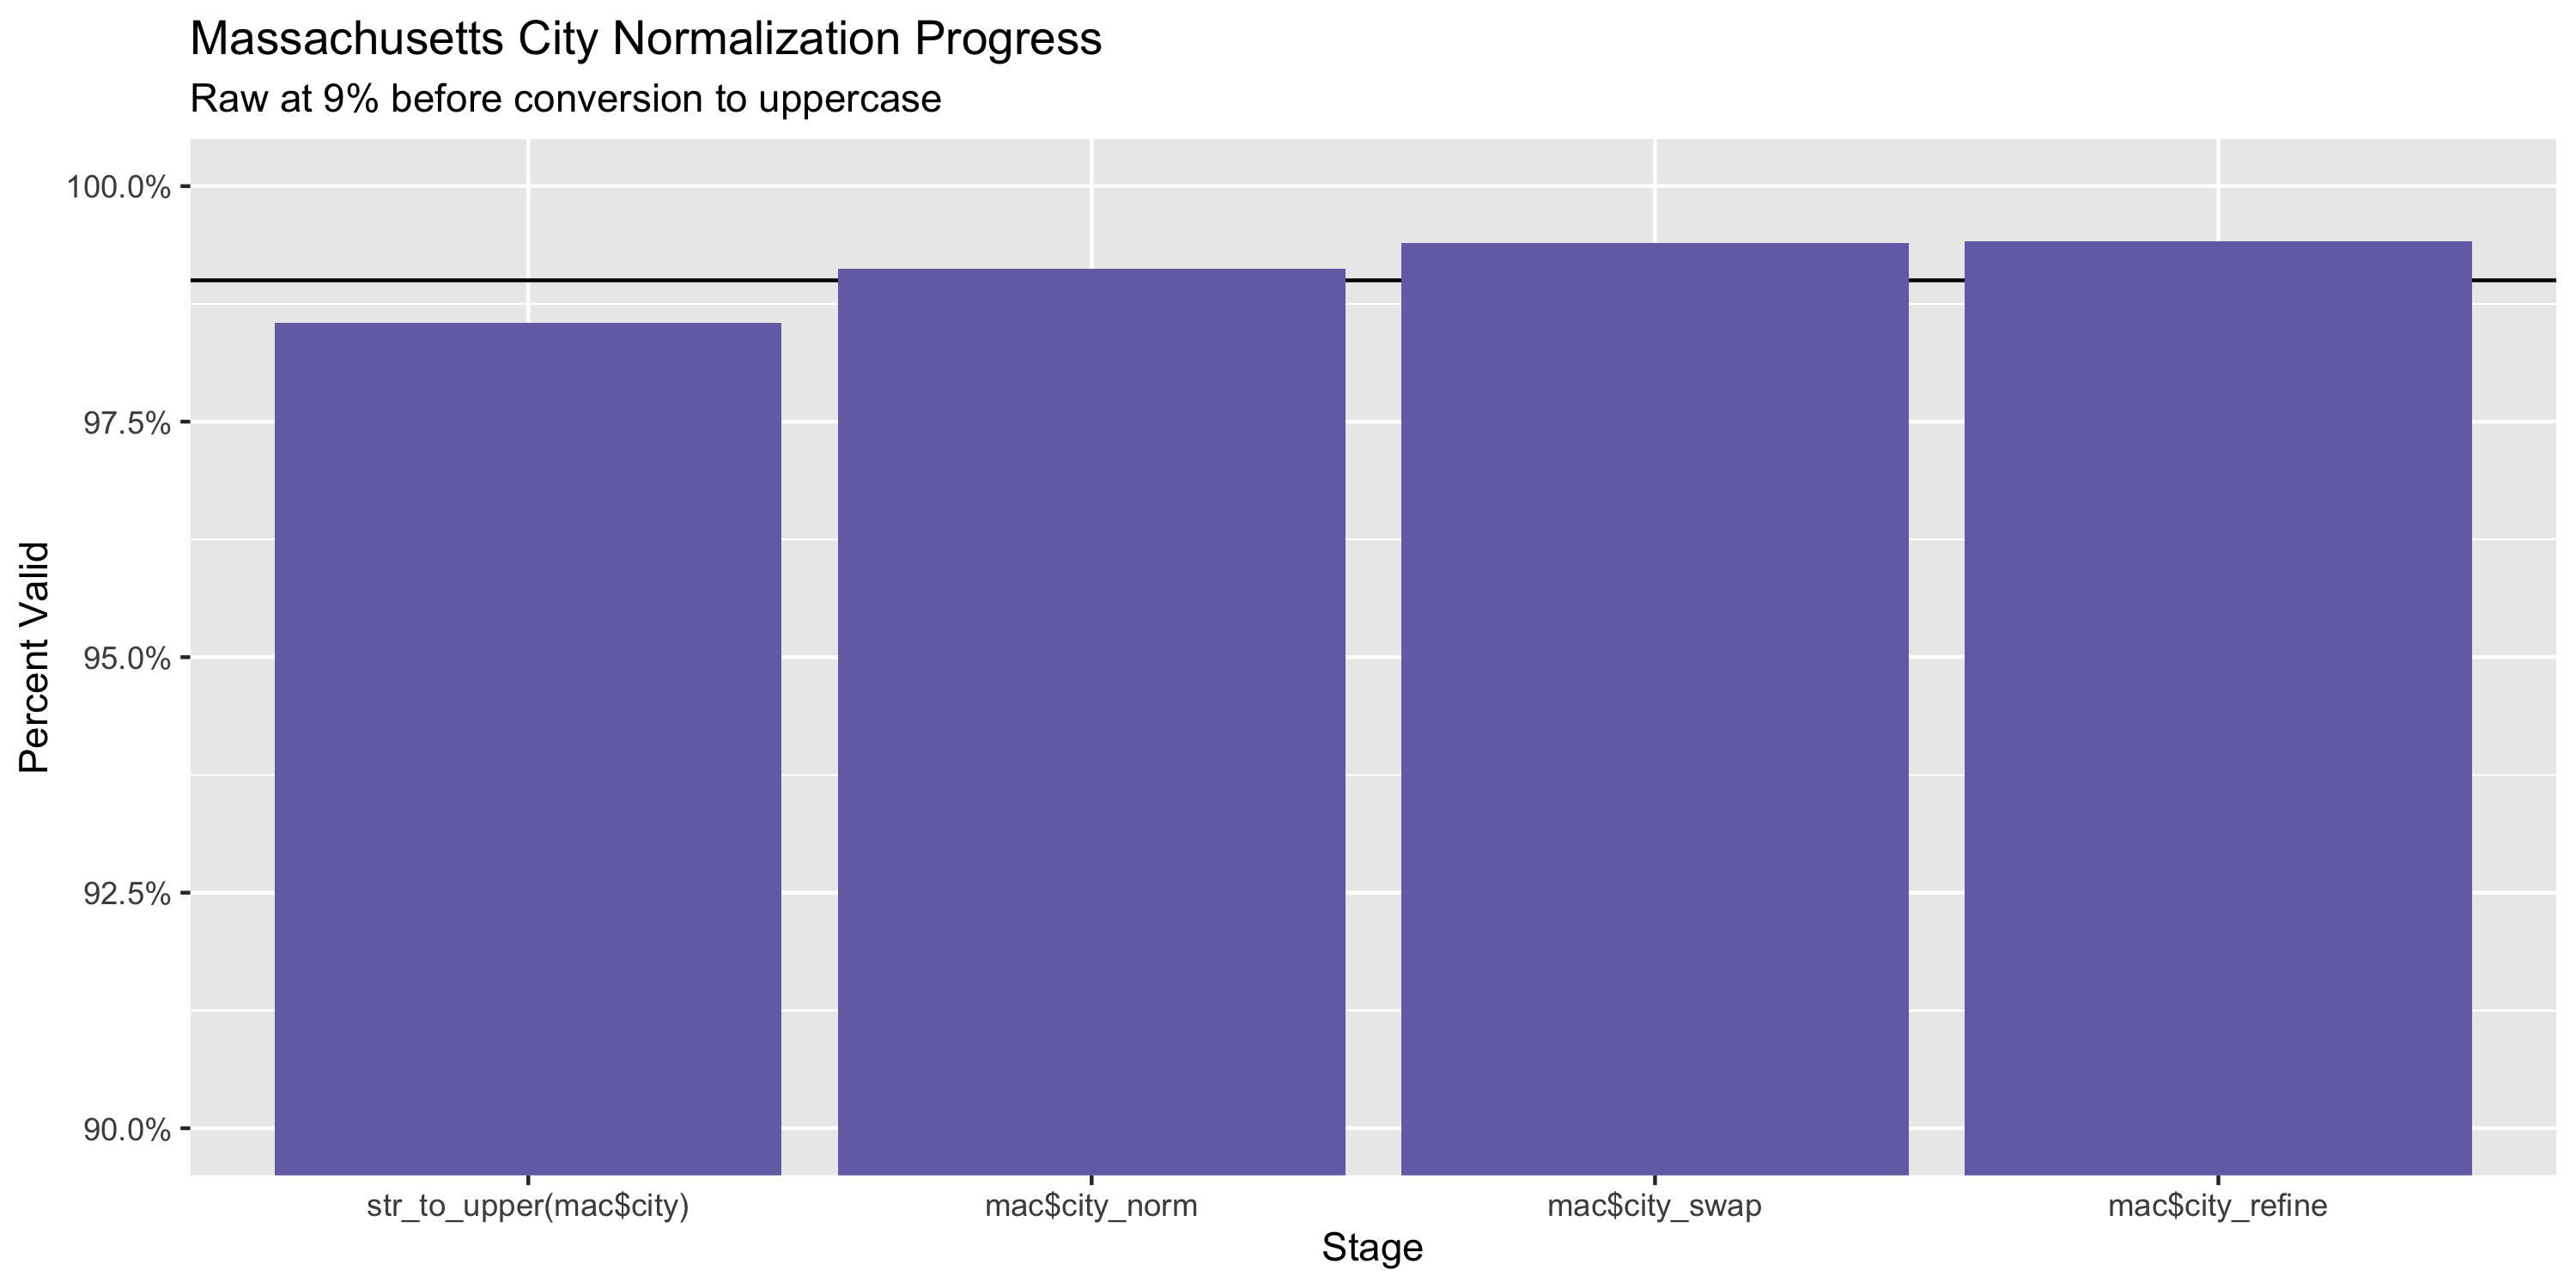 Massachusetts City Normalization Progress
Raw at 9% before conversion to uppercase
100.0%
97.5%
95.0%
92.5%
90.0%
Percent Valid
str_to_upper(mac$city)
mac$city_norm
mac$city_swap
mac$city_refine
Stage